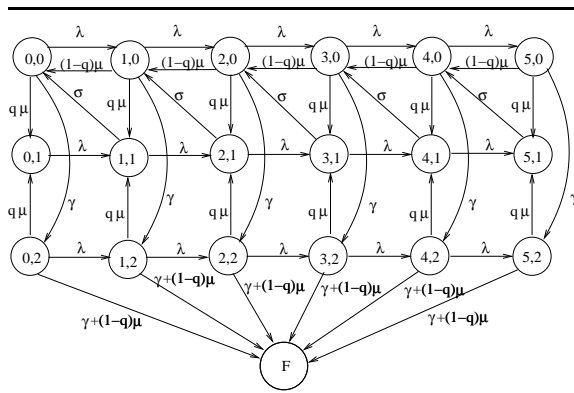 λ λ λ λ λ
0,0 1,0 2,0 3,0 4,0 5,0
(1−q)μ (1−q)μ (1−q)μ (1−q)μ (1−q)μ
qμ σ qμ σ qμ σ qμ σ qμ σ qμ
0,1 λ 1,1 λ 2,1 λ 3,1 λ 4,1 λ 5,1
qμ γ qμ γ qμ γ qμ γ qμ γ qμ γ
0,2 λ 1,2 λ 2,2 λ 3,2 λ 4,2 λ 5,2
γ+(1−q)μ γ+(1−q)μ γ+(1−q)μ γ+(1−q)μ
γ+(1−q)μ γ+(1−q)μ
F